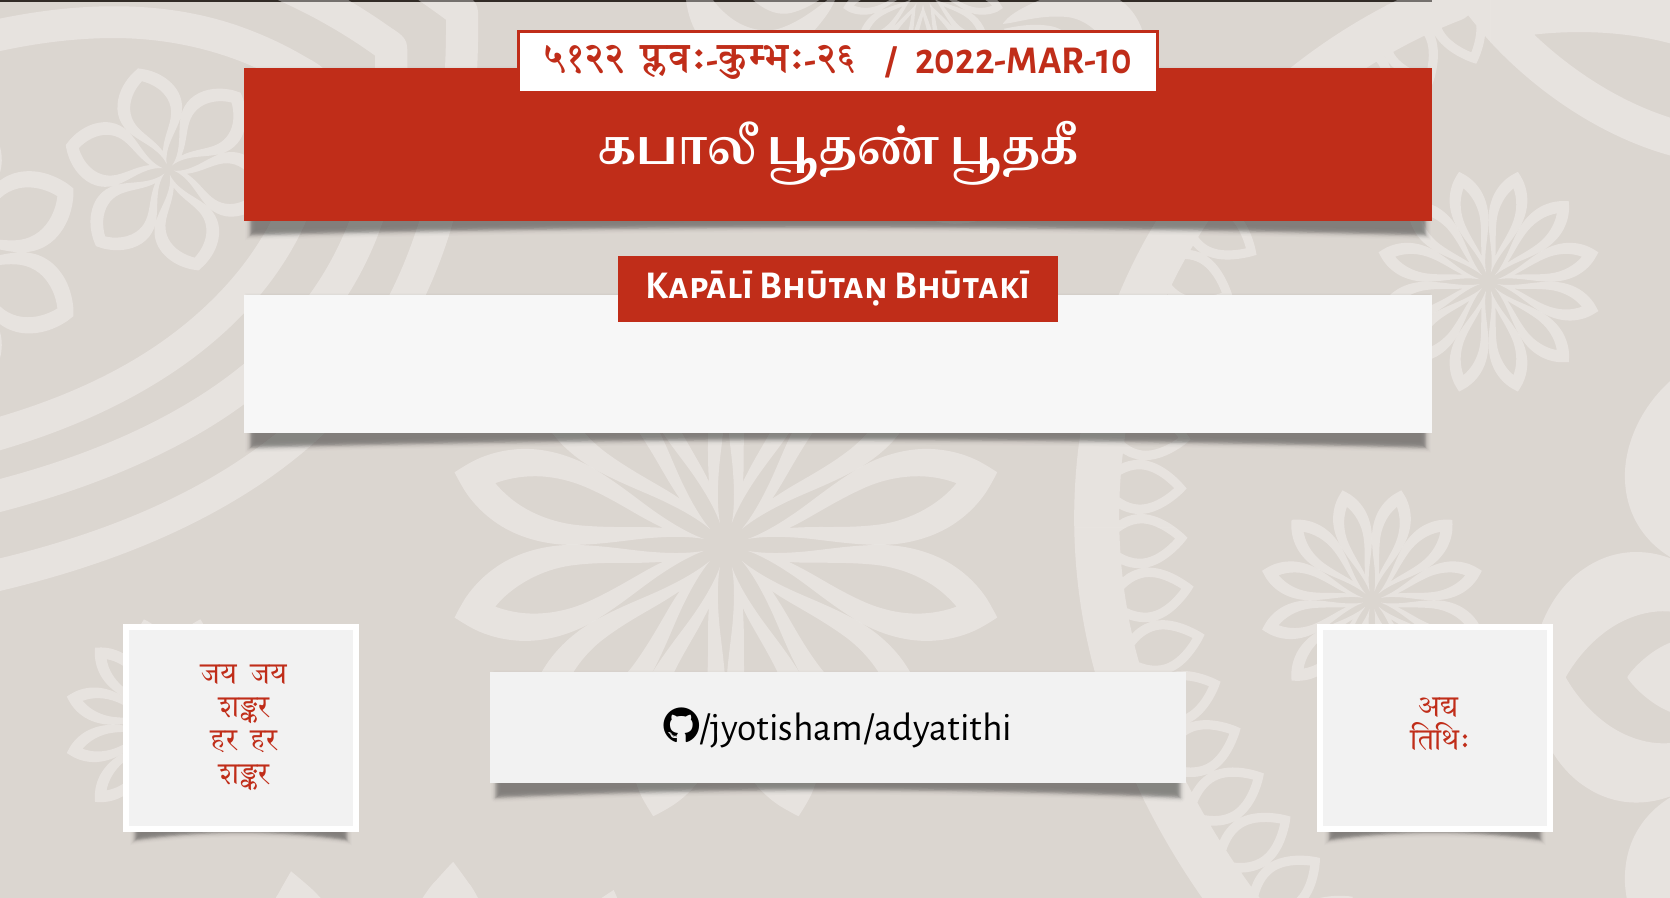 ५१२२ प्लवः-कुम्भः-२६ / 2022-MAR-10
கபாலீ பூதண் பூதகீ
Kapālī Bhūtaṇ Bhūtakī
जय जय
शङ्कर
हर हर
शङ्कर
/jyotisham/adyatithi
अद्य
तिथिः